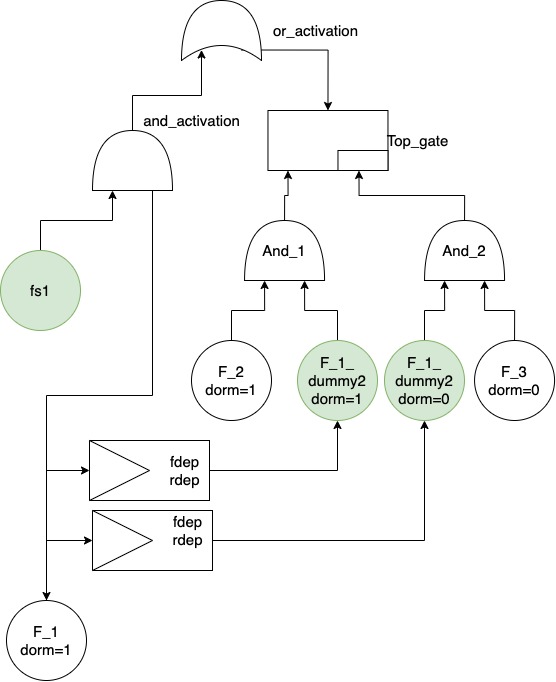 or_activation
and_activation
Top_gate
And_1
And_2
fs1
F_2
dorm=1
F_1_
dummy2
dorm=1
F_1_
dummy2
dorm=0
F_3
dorm=0
fdep
rdep
fdep
rdep
F_1
dorm=1